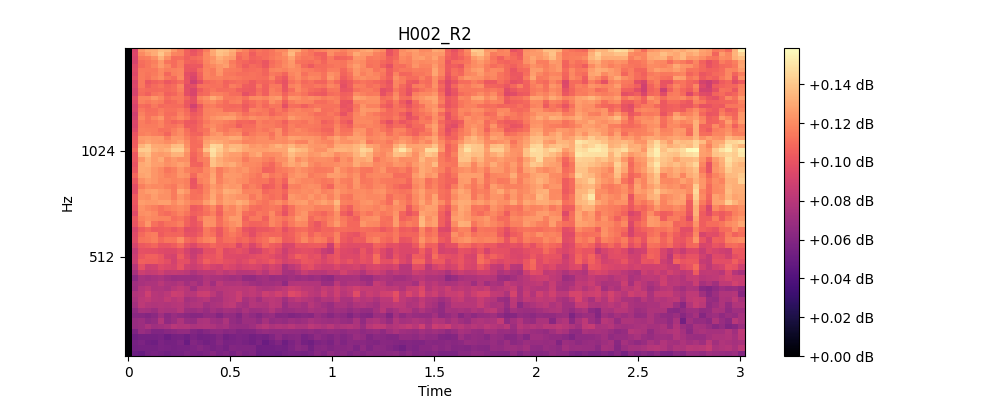 H002_R2
Hz
1024
512
0 0.5 1 1.5 2 2.5 3
Time
+0.14 dB
+0.12 dB
+0.10 dB
+0.08 dB
+0.06 dB
+0.04 dB
+0.02 dB
+0.00 dB